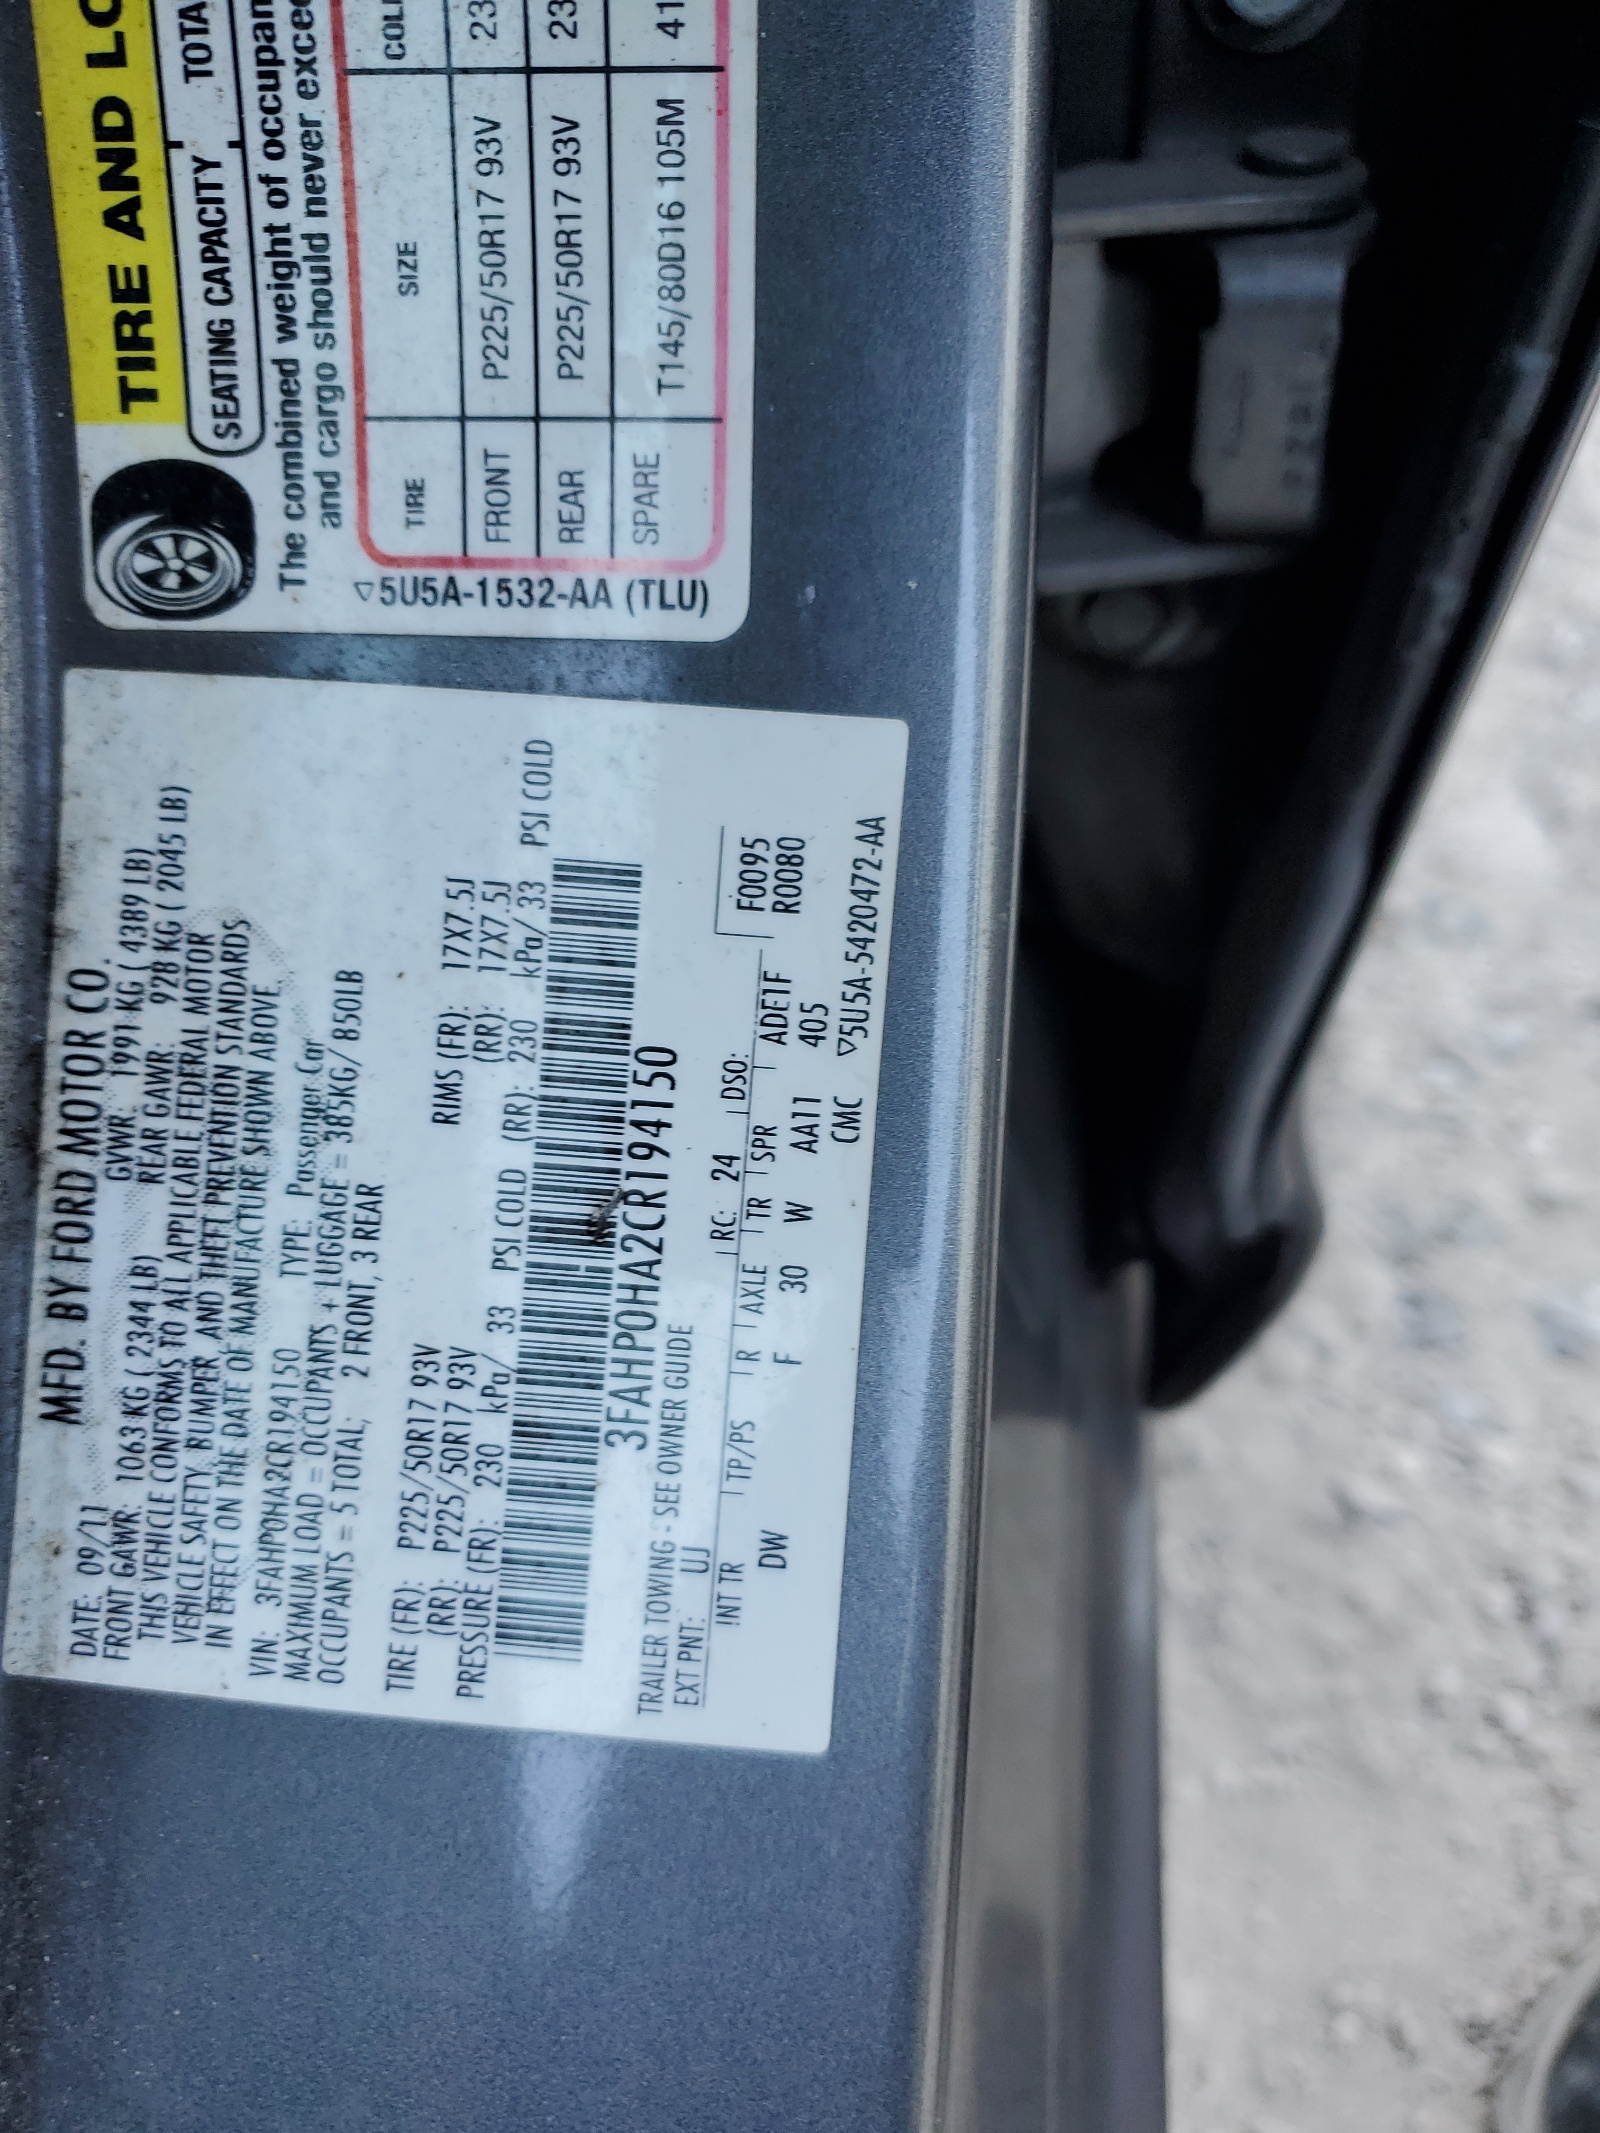 MFD. BY FORD MOTOR CO.
DATE: 09/11 GVWR: 1991 KG ( 4389 LB)
FRONT GAWR: 1063 KG ( 2344 LB) REAR GAWR: 928 KG ( 2045 LB)
THIS VEHICLE CONFORMS TO ALL APPLICABLE FEDERAL MOTOR
VEHICLE SAFETY, BUMPER, AND THEFT PREVENTION STANDARDS
IN EFFECT ON THE DATE OF MANUFACTURE SHOWN ABOVE.
VIN: 3FAHP0HA2CR194150 TYPE: Passenger Car
MAXIMUM LOAD = OCCUPANTS + LUGGAGE = 385KG/ 850LB
OCCUPANTS = 5 TOTAL, 2 FRONT, 3 REAR
TIRE (FR): P225/50R17 93V RIMS (FR): 17X7.5J
(RR): P225/50R17 93V (RR): 17X7.5J
PRESSURE (FR): 230 kPa/ 33 PSI COLD (RR): 230 kPa/ 33 PSI COLD
3FAHP0HA2CR194150
TRAILER TOWING - SEE OWNER GUIDE
EXT PNT: UJ RC: 24 DSO:
INT TR TP/PS R AXLE TR SPR
DW F 30 W AA11 ADE1F 405
F0095
R0080
CMC ▽5U5A-5420472-AA
TIRE AND LO
SEATING CAPACITY TOTA
The combined weight of occupan
and cargo should never excee
TIRE SIZE COL
FRONT P225/50R17 93V 23
REAR P225/50R17 93V 23
SPARE T145/80D16 105M 41
▽5U5A-1532-AA (TLU)